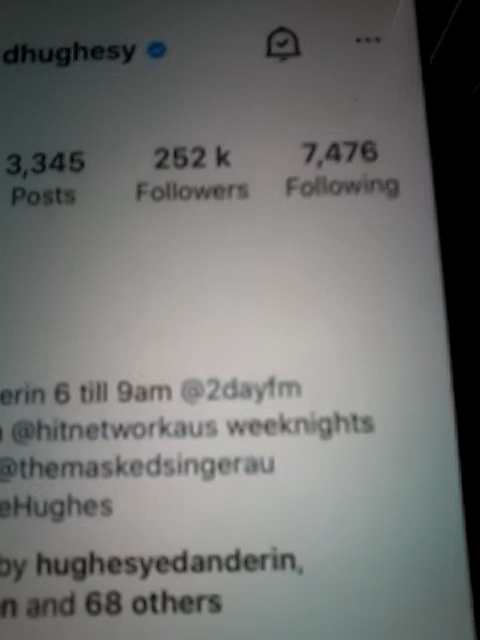 dhughesy
3,345 252 k 7,476
Posts Followers Following
erin 6 till 9am @2dayfm
@hitnetworkaus weeknights
@themaskedsingerau
eHughes
by hughesyedanderin,
n and 68 others